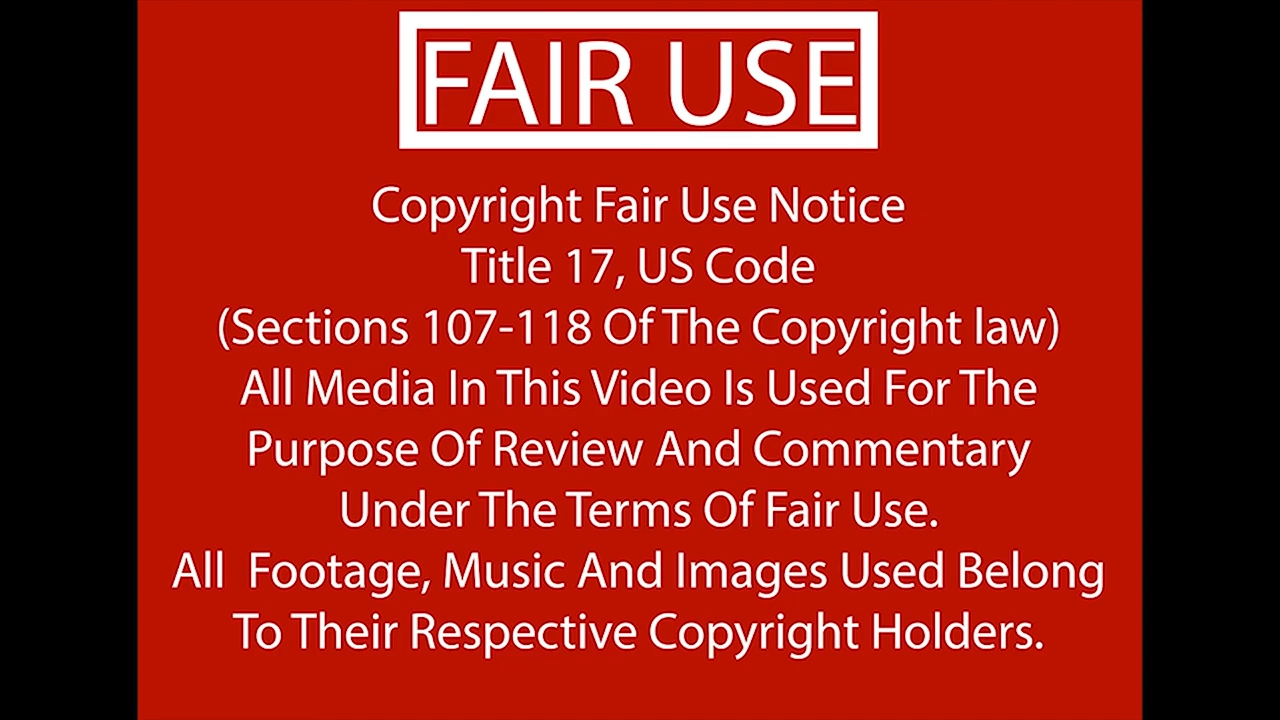 FAIR USE
Copyright Fair Use Notice
Title 17, US Code
(Sections 107-118 Of The Copyright law)
All Media In This Video Is Used For The
Purpose Of Review And Commentary
Under The Terms Of Fair Use.
All  Footage, Music And Images Used Belong
To Their Respective Copyright Holders.